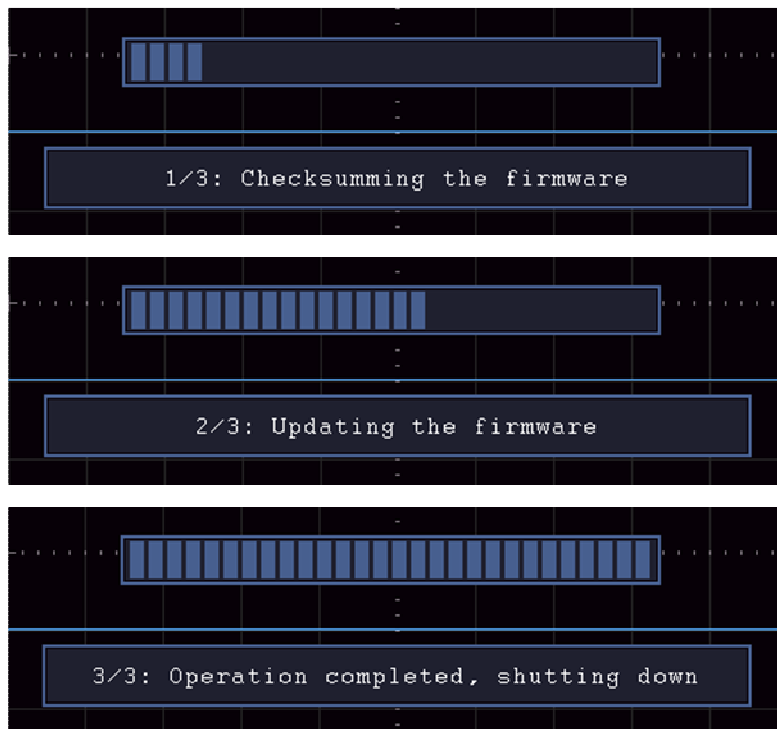 1/3: Checksumming the firmware
2/3: Updating the firmware
3/3: Operation completed, shutting down